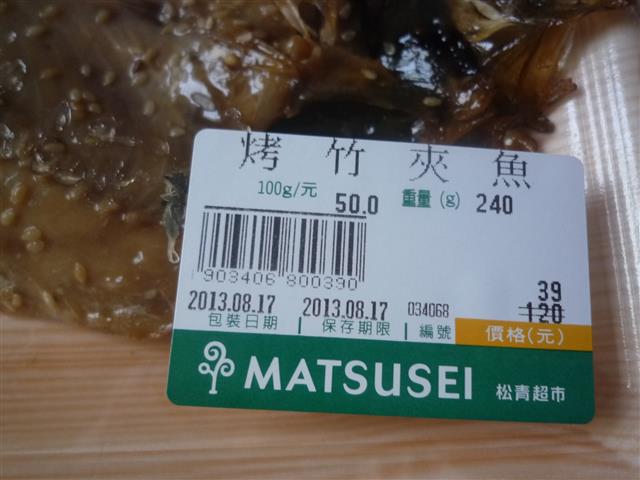 烤竹夾魚
100g/元 50.0 重量(g) 240
903406 800390
39
2013.08.17 2013.08.17 034068 120
包裝日期 保存期限 編號 價格(元)
MATSUSEI 松青超市